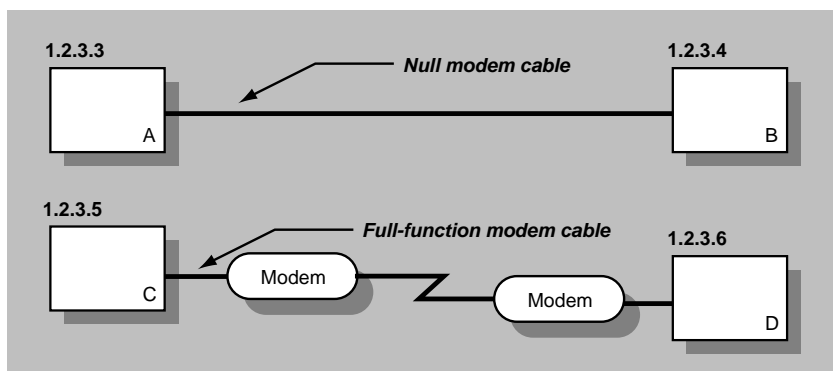 1.2.3.3
1.2.3.4
Null modem cable
A
B
1.2.3.5
Full-function modem cable
1.2.3.6
C
Modem
Modem
D